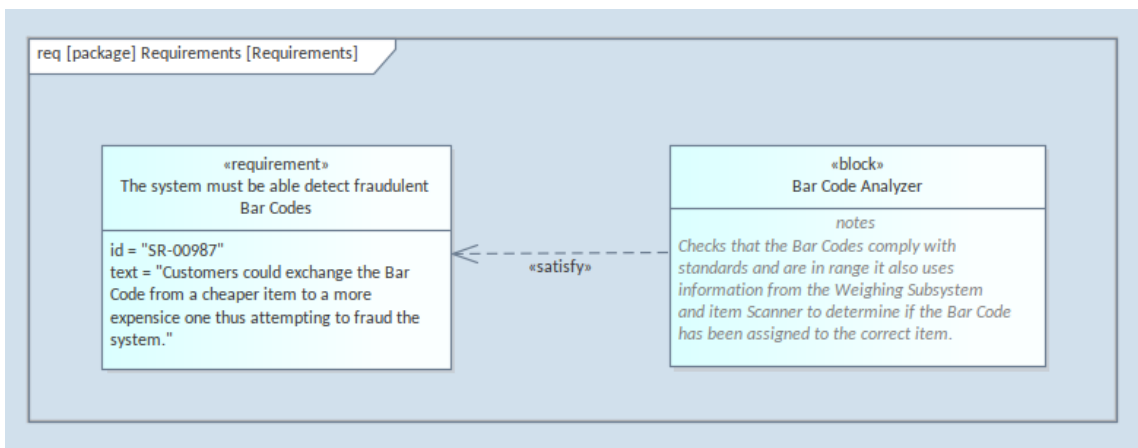 req [package] Requirements [Requirements]
«requirement»
The system must be able detect fraudulent
Bar Codes
id = "SR-00987"
text = "Customers could exchange the Bar
Code from a cheaper item to a more
expensice one thus attempting to fraud the
system."
«satisfy»
«block»
Bar Code Analyzer
notes
Checks that the Bar Codes comply with
standards and are in range it also uses
information from the Weighing Subsystem
and item Scanner to determine if the Bar Code
has been assigned to the correct item.